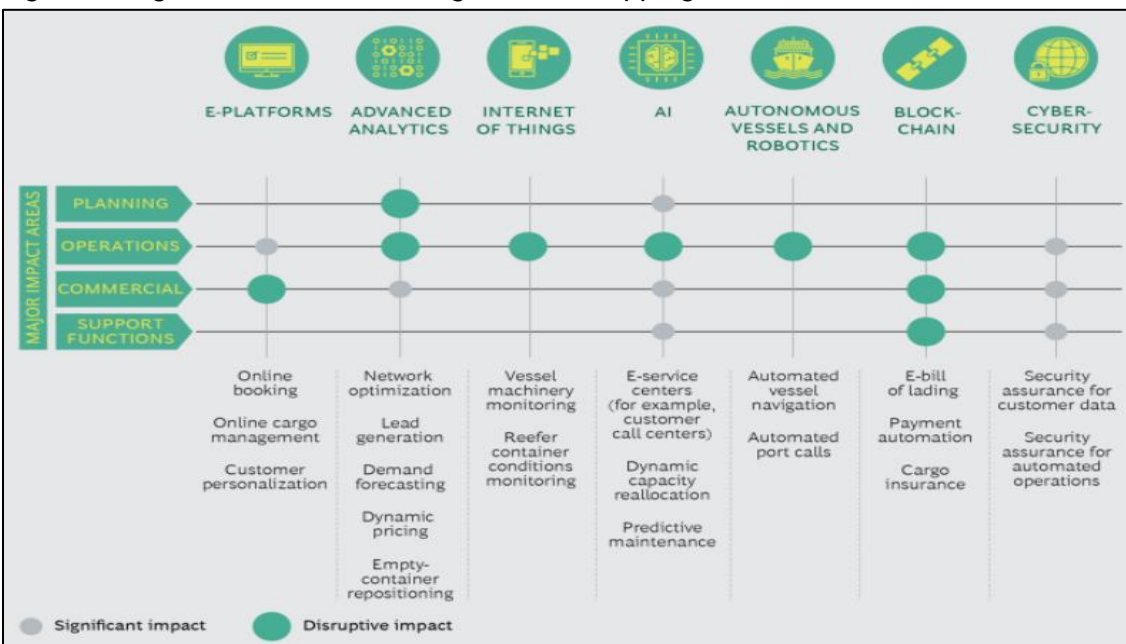 E-PLATFORMS
ADVANCED
ANALYTICS
INTERNET
OF THINGS
AI
AUTONOMOUS
VESSELS AND
ROBOTICS
BLOCK-
CHAIN
CYBER-
SECURITY
MAJOR IMPACT AREAS
PLANNING
OPERATIONS
COMMERCIAL
SUPPORT
FUNCTIONS
Online
booking
Online cargo
management
Customer
personalization
Network
optimization
Lead
generation
Demand
forecasting
Dynamic
pricing
Empty-
container
repositioning
Vessel
machinery
monitoring
Reefer
container
conditions
monitoring
E-service
centers
(for example,
customer
call centers)
Dynamic
capacity
reallocation
Predictive
maintenance
Automated
vessel
navigation
Automated
port calls
E-bill
of lading
Payment
automation
Cargo
insurance
Security
assurance for
customer data
Security
assurance for
automated
operations
Significant impact
Disruptive impact